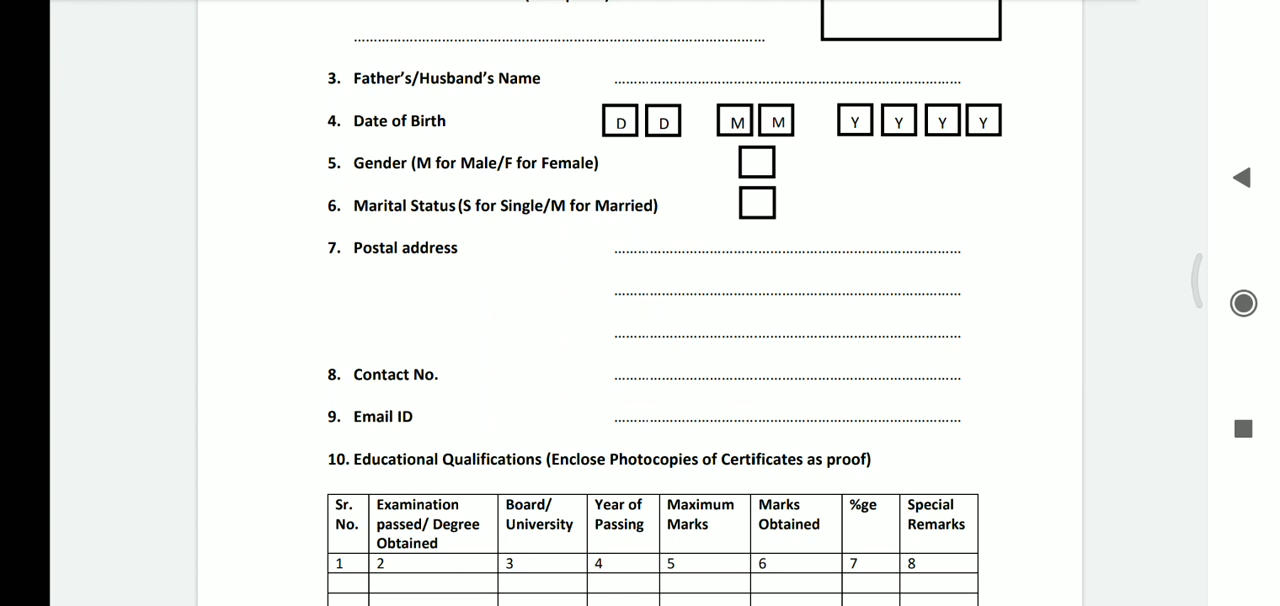 ........................................................................
3. Father's/Husband's Name ............................................................
4. Date of Birth D D M M Y Y Y Y
5. Gender (M for Male/F for Female)
6. Marital Status (S for Single/M for Married)
7. Postal address ............................................................
............................................................
............................................................
8. Contact No. ............................................................
9. Email ID ............................................................
10. Educational Qualifications (Enclose Photocopies of Certificates as proof)
Sr. No. Examination passed/ Degree Obtained Board/ University Year of Passing Maximum Marks Marks Obtained %ge Special Remarks
1 2 3 4 5 6 7 8